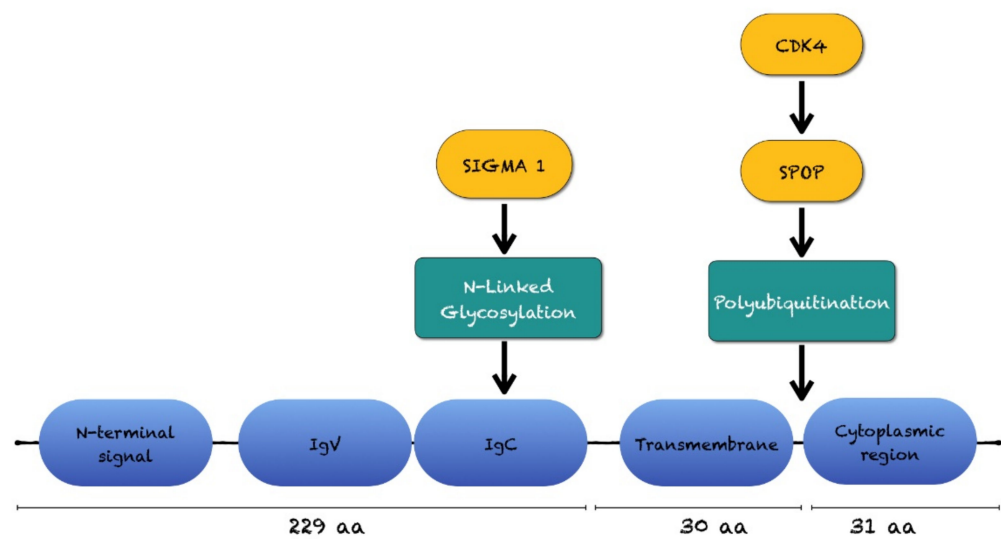 CDK4
SIGMA 1
SPOP
N-Linked
Glycosylation
Polyubiquitination
N-terminal
signal
IgV
IgC
Transmembrane
Cytoplasmic
region
229 aa
30 aa
31 aa